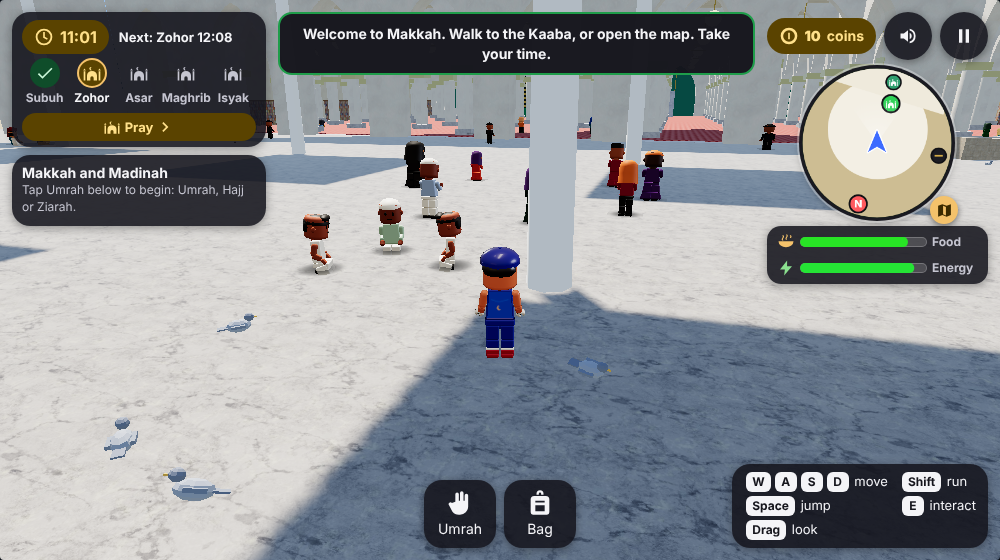 11:01
Next: Zohor 12:08
Subuh
Zohor
Asar
Maghrib
Isyak
Pray
Makkah and Madinah
Tap Umrah below to begin: Umrah, Hajj
or Ziarah.
Welcome to Makkah. Walk to the Kaaba, or open the map. Take
your time.
10 coins
N
Food
Energy
Umrah
Bag
W A S D move
Shift run
Space jump
E interact
Drag look